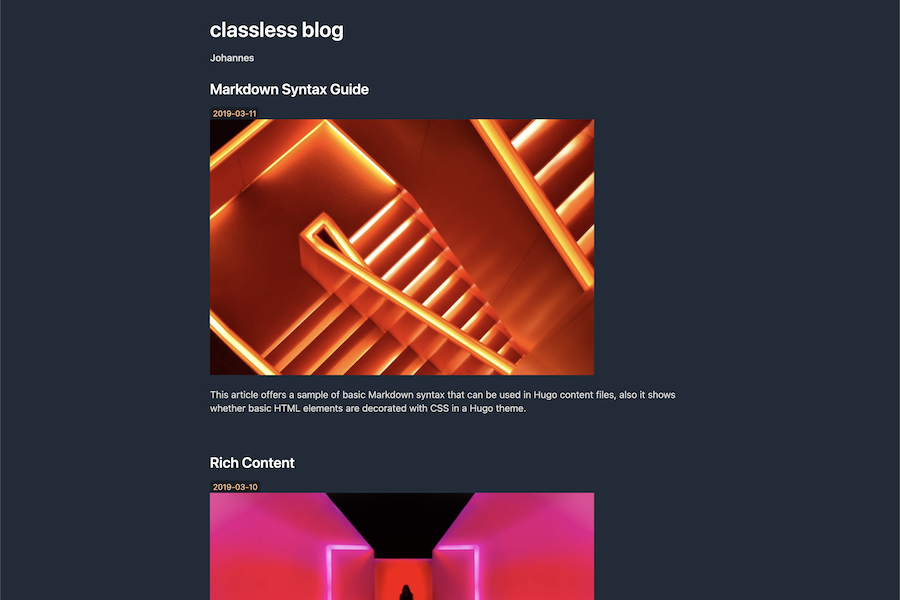 classless blog
Johannes
Markdown Syntax Guide
2019-03-11
This article offers a sample of basic Markdown syntax that can be used in Hugo content files, also it shows
whether basic HTML elements are decorated with CSS in a Hugo theme.
Rich Content
2019-03-10